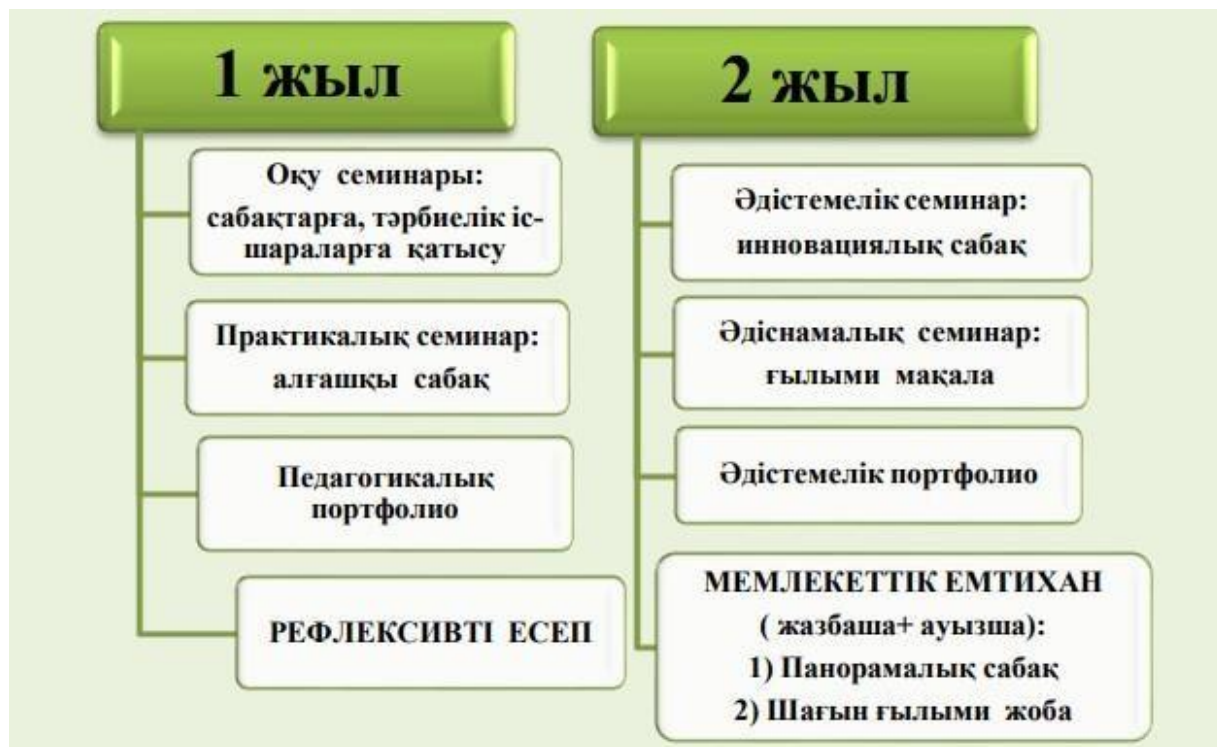 1 жыл
Оқу семинары:
сабақтарға, тәрбиелік іс-
шараларға қатысу
Практикалық семинар:
алғашқы сабақ
Педагогикалық
портфолио
РЕФЛЕКСИВТІ ЕСЕП
2 жыл
Әдістемелік семинар:
инновациялық сабақ
Әдіснамалық семинар:
ғылыми мақала
Әдістемелік портфолио
МЕМЛЕКЕТТІК ЕМТИХАН
( жазбаша+ ауызша):
1) Панорамалық сабақ
2) Шағын ғылыми жоба